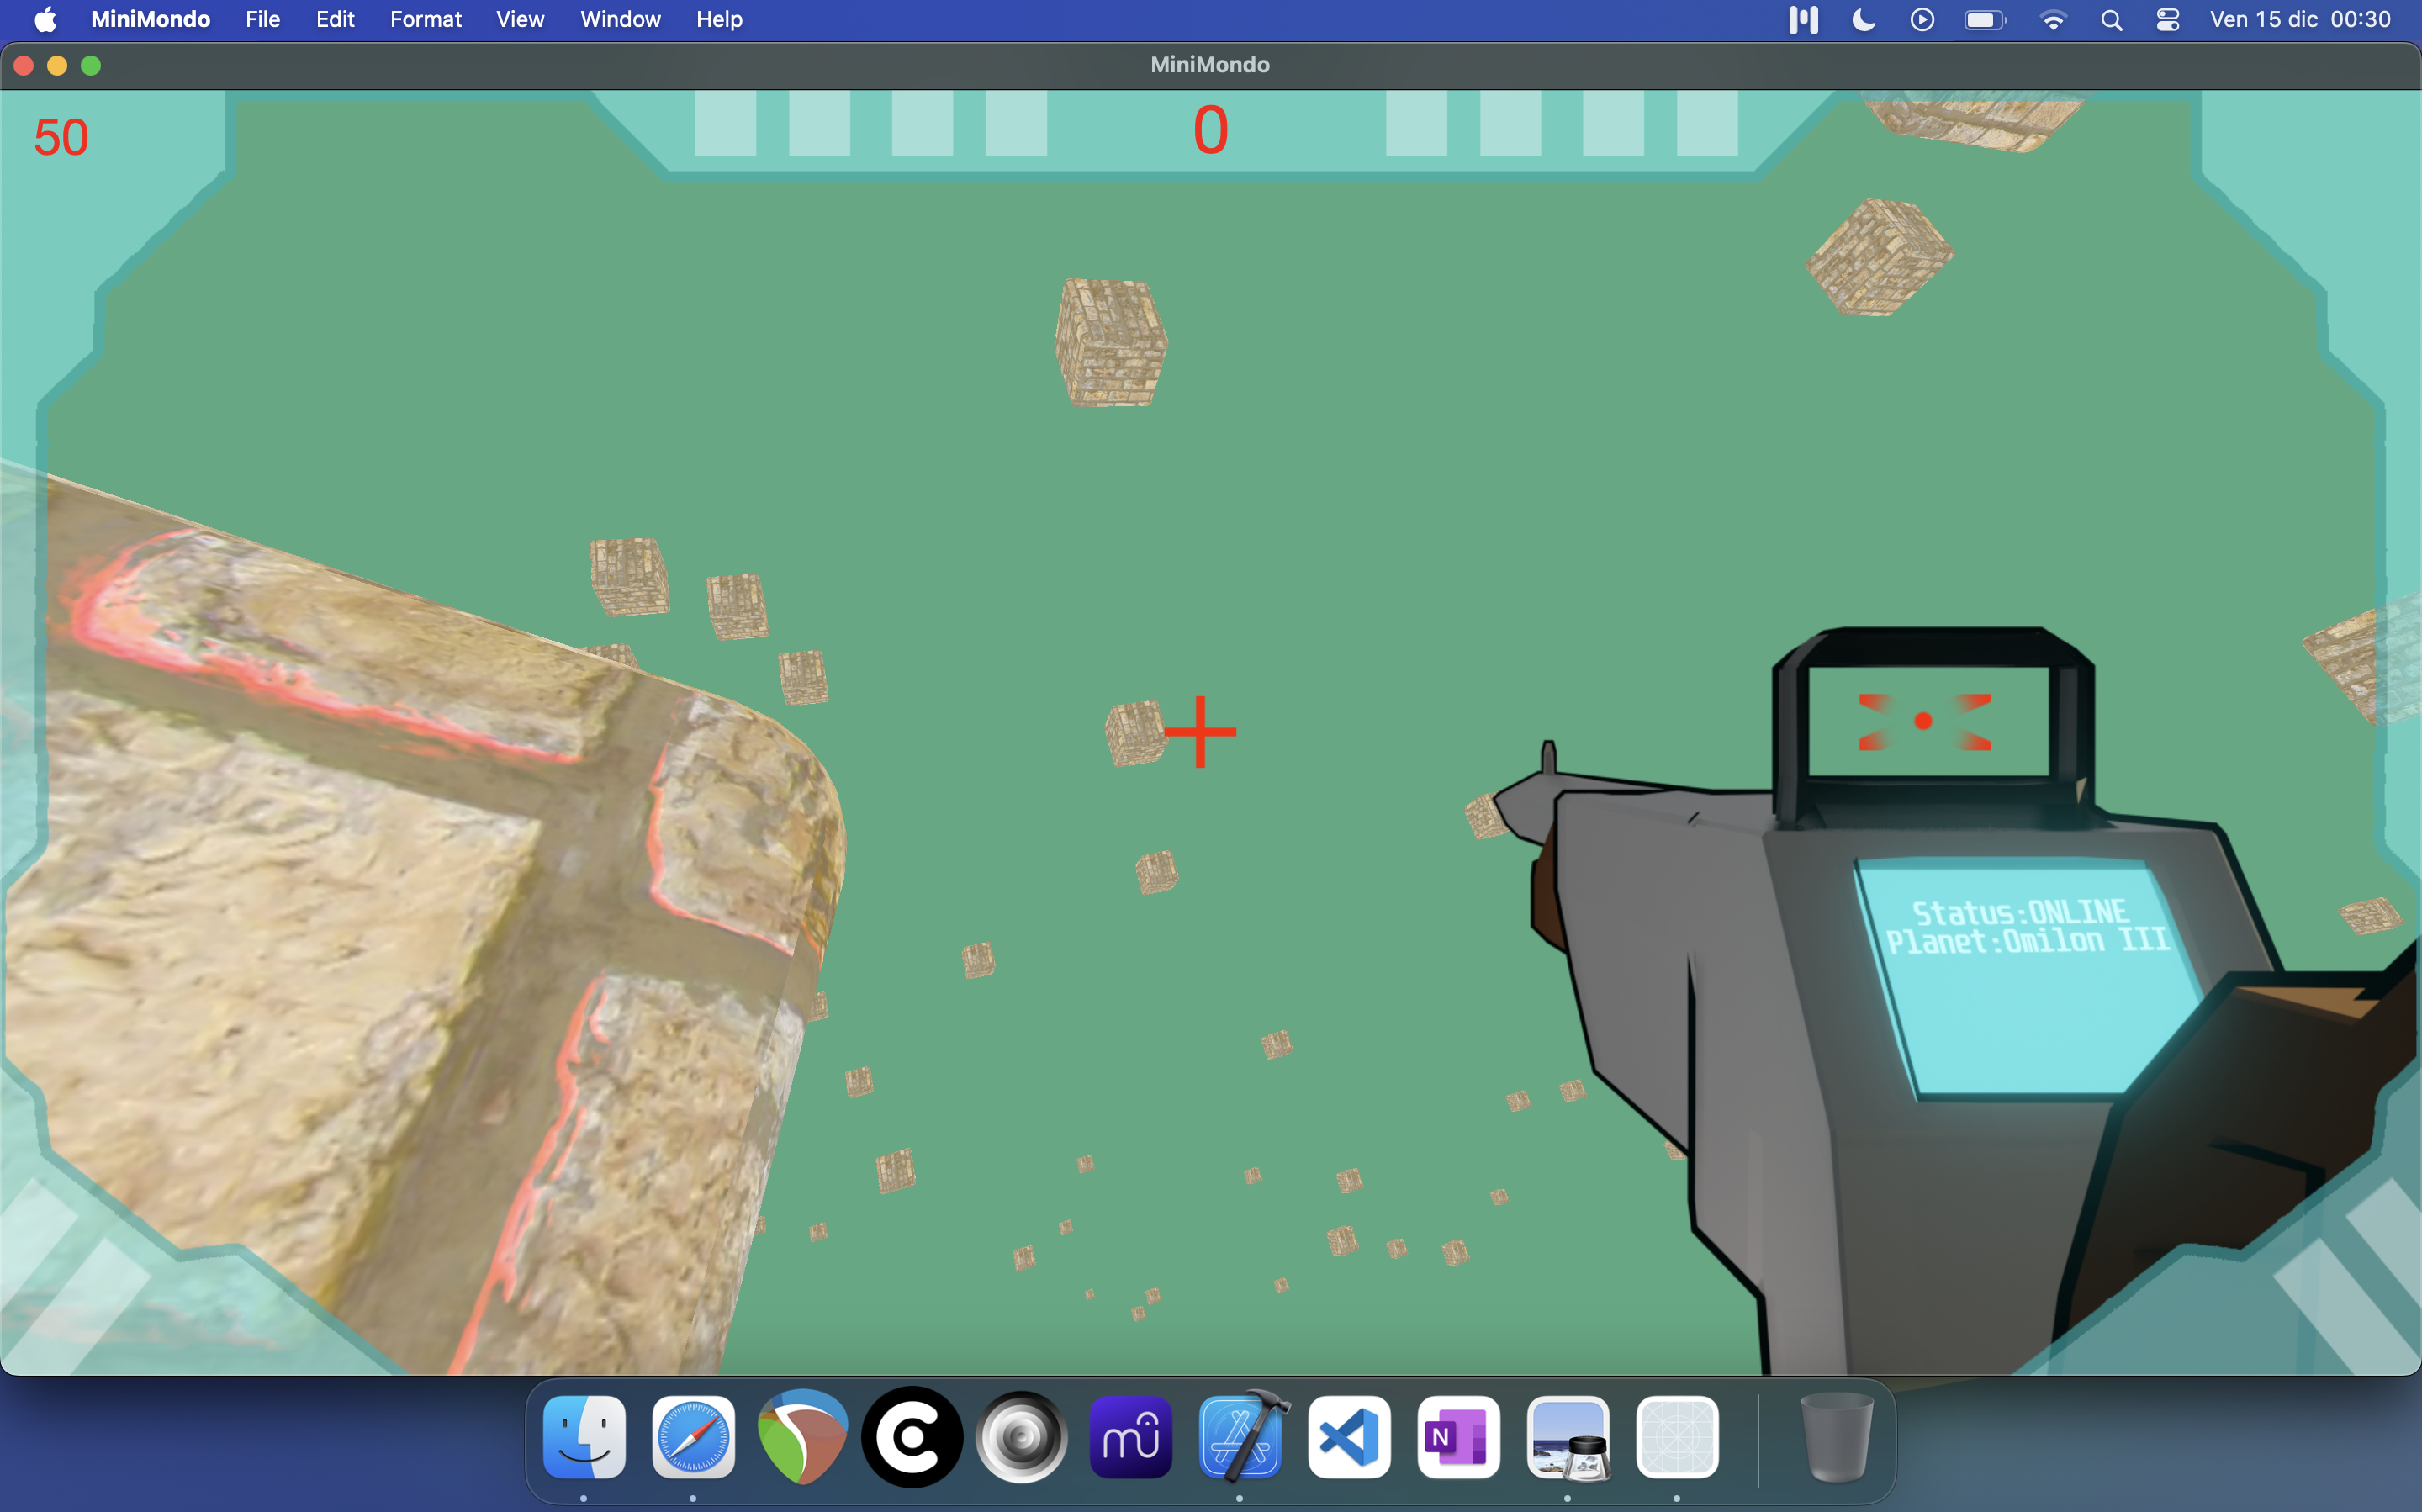 MiniMondo File Edit Format View Window Help Ven 15 dic 00:30
MiniMondo
50
0
Status:ONLINE
Planet:Omilon III
mu
N